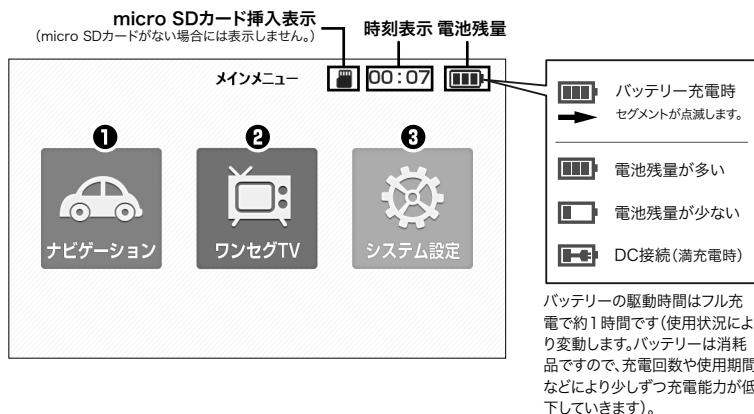 micro SDカード挿入表示
(micro SDカードがない場合には表示しません。)
時刻表示 電池残量
メインメニュー
00:07
❶
❷
❸
ナビゲーション
ワンセグTV
システム設定
バッテリー充電時
セグメントが点滅します。
電池残量が多い
電池残量が少ない
DC接続(満充電時)
バッテリーの駆動時間はフル充
電で約1時間です(使用状況によ
り変動します。バッテリーは消耗
品ですので、充電回数や使用期間
などにより少しずつ充電能力が低
下していきます)。